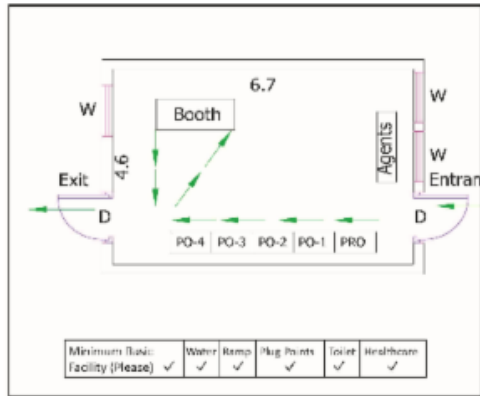 6.7
W
Booth
W
Agents
4.6
W
Exit
Entran
D
D
PO-4 PO-3 PO-2 PO-1 PRO
Minimum Basic Water Ramp Plug Points Toilet Healthcare
Facility (Please) ✓ ✓ ✓ ✓ ✓ ✓